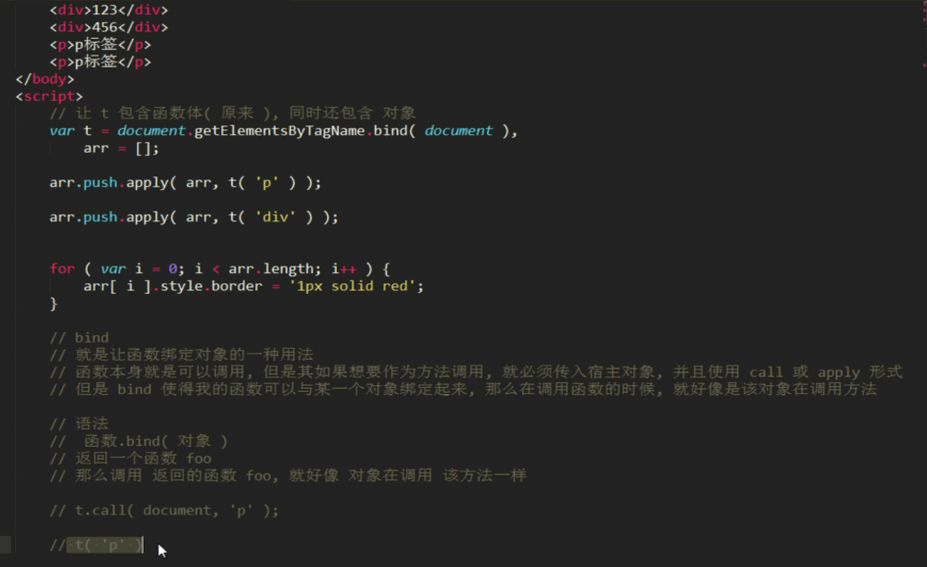 <div>123</div>
<div>456</div>
<p>p标签</p>
<p>p标签</p>
</body>
<script>
// 让 t 包含函数体( 原来 ), 同时还包含 对象
var t = document.getElementsByTagName.bind( document ),
arr = [];
arr.push.apply( arr, t( 'p' ) );
arr.push.apply( arr, t( 'div' ) );
for ( var i = 0; i < arr.length; i++ ) {
arr[ i ].style.border = '1px solid red';
}
// bind
// 就是让函数绑定对象的一种用法
// 函数本身就是可以调用, 但是其如果想要作为方法调用, 就必须传入宿主对象, 并且使用 call 或 apply 形式
// 但是 bind 使得我的函数可以与某一个对象绑定起来, 那么在调用函数的时候, 就好像是该对象在调用方法
// 语法
// 函数.bind( 对象 )
// 返回一个函数 foo
// 那么调用 返回的函数 foo, 就好像 对象在调用 该方法一样
// t.call( document, 'p' );
// t( 'p' )